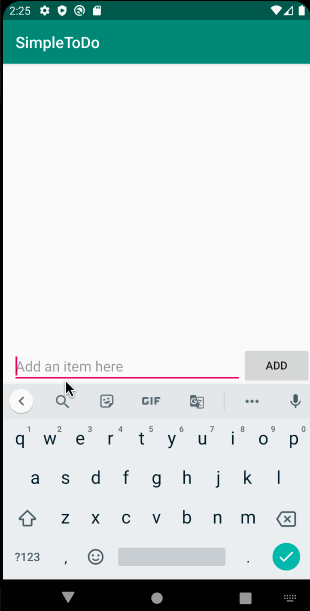 2:25
SimpleToDo
Add an item here
ADD
GIF
q1 w2 e3 r4 t5 y6 u7 i8 o9 p0
a s d f g h j k l
z x c v b n m
?123 , .